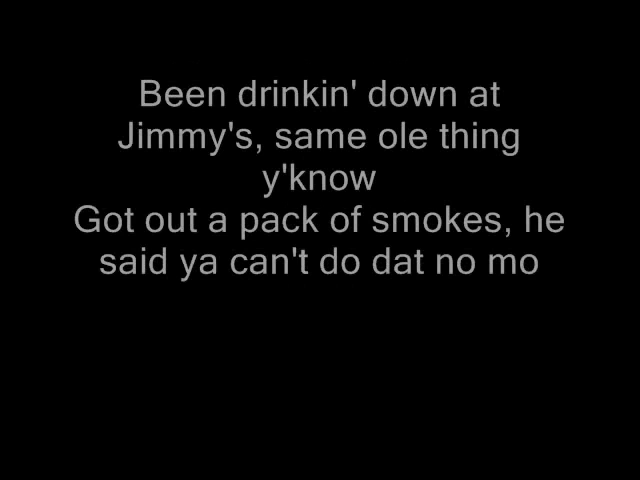 Been drinkin' down at
Jimmy's, same ole thing
y'know
Got out a pack of smokes, he
said ya can't do dat no mo